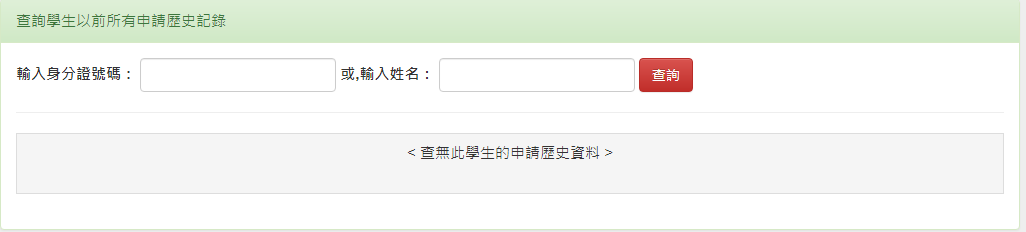 查詢學生以前所有申請歷史記錄
輸入身分證號碼： 或,輸入姓名： 查詢
< 查無此學生的申請歷史資料 >